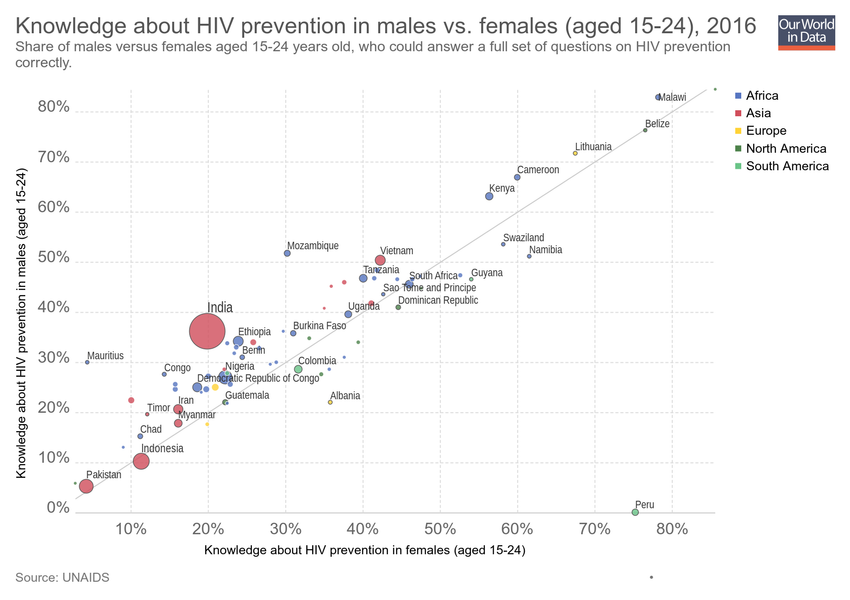 Knowledge about HIV prevention in males vs. females (aged 15-24), 2016
Share of males versus females aged 15-24 years old, who could answer a full set of questions on HIV prevention
correctly.
Our World
in Data
Knowledge about HIV prevention in males (aged 15-24)
80%
70%
60%
50%
40%
30%
20%
10%
0%
Malawi
Belize
Lithuania
Cameroon
Kenya
Swaziland
Namibia
Mozambique
Vietnam
Tanzania
South Africa
Guyana
Sao Tome and Principe
Dominican Republic
India
Uganda
Ethiopia
Burkina Faso
Benin
Mauritius
Congo
Nigeria
Colombia
Democratic Republic of Congo
Guatemala
Albania
Timor
Iran
Myanmar
Chad
Indonesia
Pakistan
Peru
10%
20%
30%
40%
50%
60%
70%
80%
Knowledge about HIV prevention in females (aged 15-24)
Africa
Asia
Europe
North America
South America
Source: UNAIDS